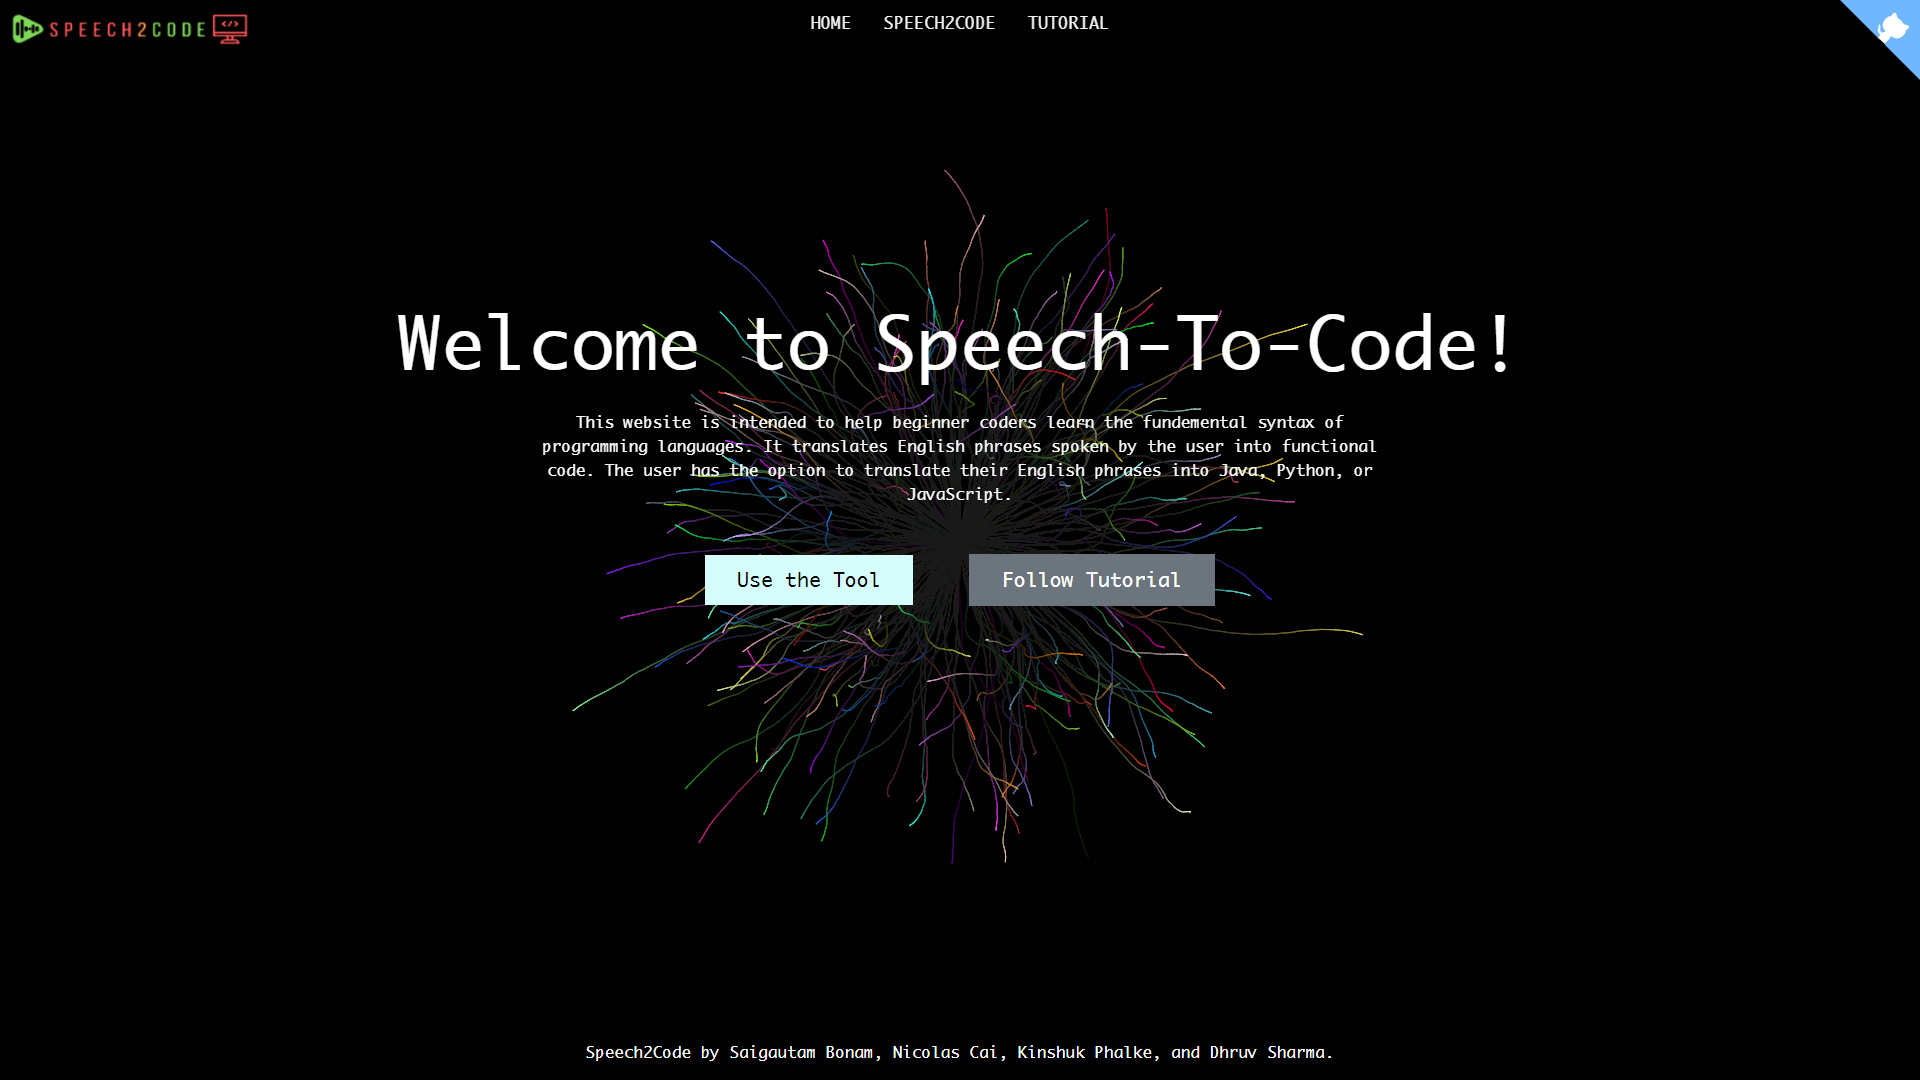 SPEECH2CODE </>
HOME SPEECH2CODE TUTORIAL
Welcome to Speech-To-Code!
This website is intended to help beginner coders learn the fundemental syntax of
programming languages. It translates English phrases spoken by the user into functional
code. The user has the option to translate their English phrases into Java, Python, or
JavaScript.
Use the Tool Follow Tutorial
Speech2Code by Saigautam Bonam, Nicolas Cai, Kinshuk Phalke, and Dhruv Sharma.